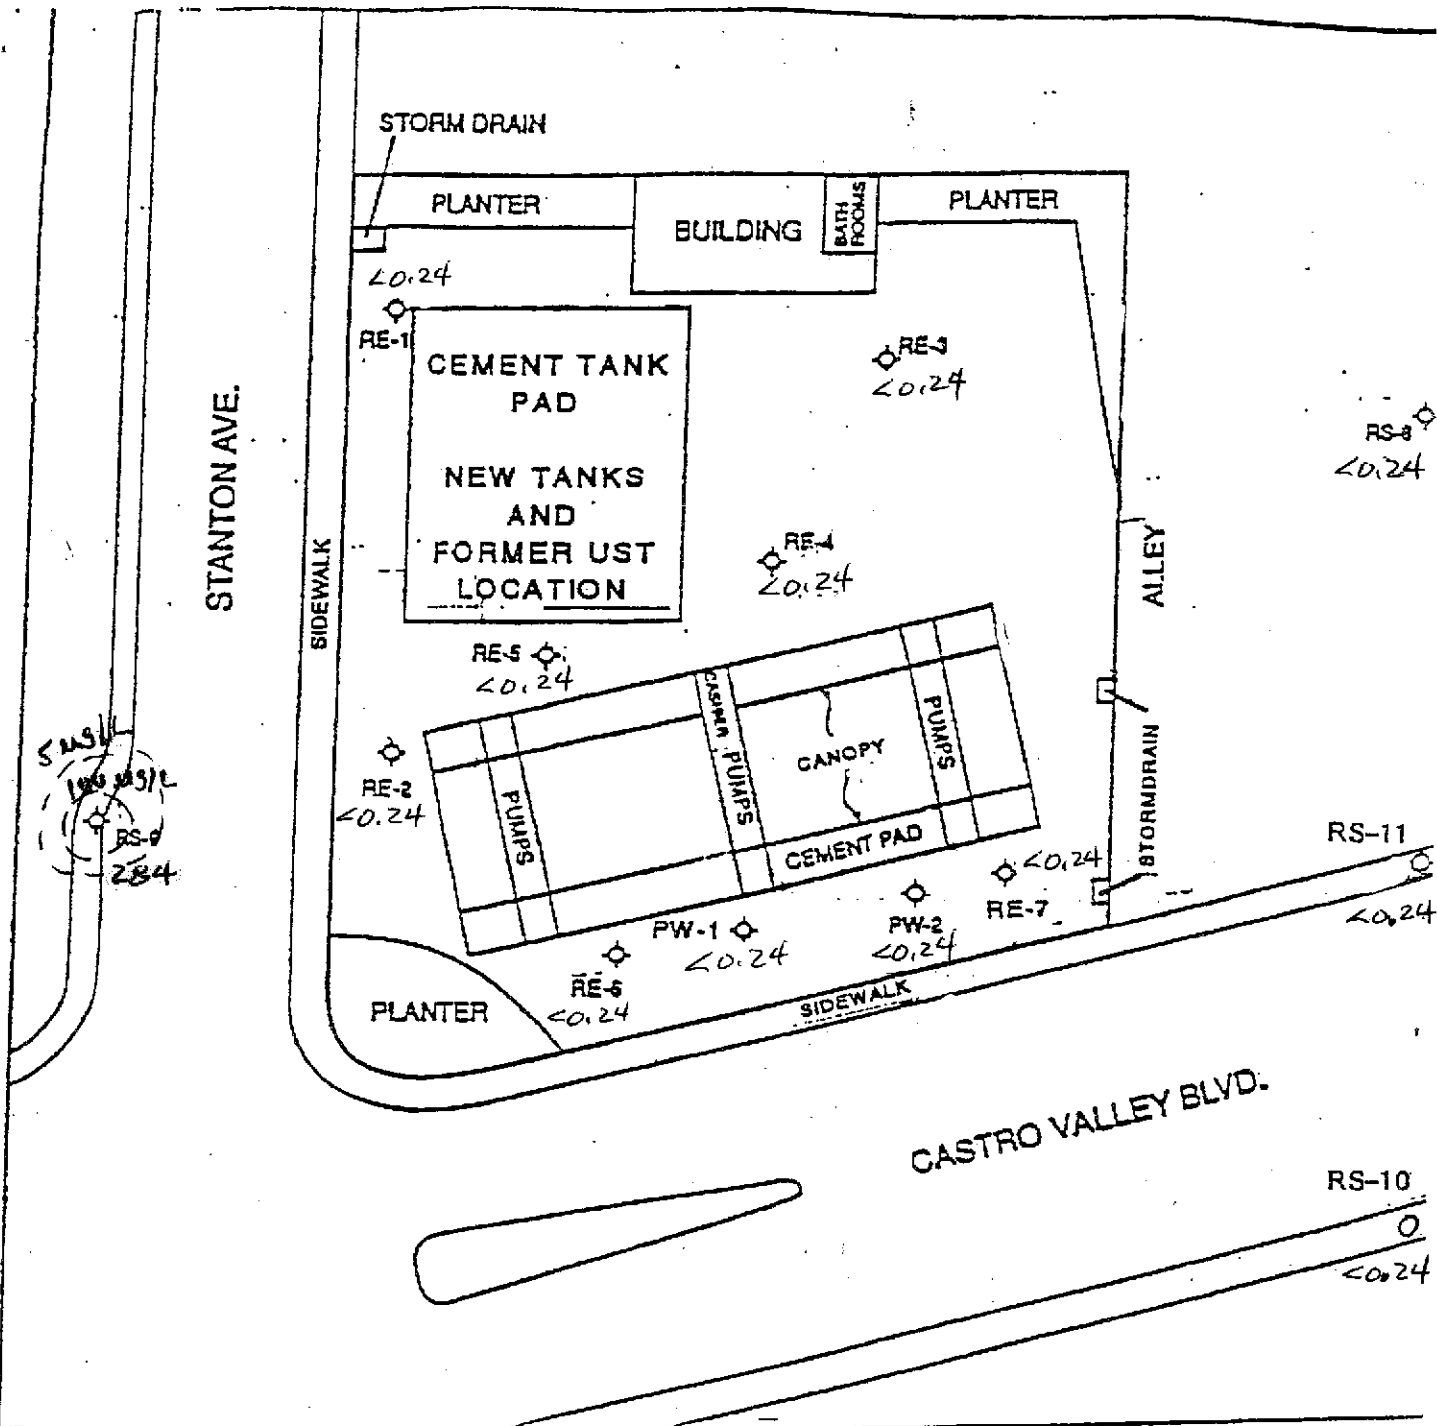 STORM DRAIN
PLANTER
BUILDING
BATH
ROOMS
PLANTER
<0.24
RE-1
CEMENT TANK
PAD
NEW TANKS
AND
FORMER UST
LOCATION
RE-3
<0.24
RS-8
<0.24
STANTON AVE.
SIDEWALK
RE-4
<0.24
ALLEY
RE-5
<0.24
CASHIER
PUMPS
PUMPS
PUMPS
CANOPY
CEMENT PAD
STORMDRAIN
5 ug/L
100 ug/L
RS-9
284
RE-2
<0.24
RS-11
<0.24
<0.24
RE-7
PW-1
<0.24
PW-2
<0.24
RE-6
<0.24
PLANTER
SIDEWALK
CASTRO VALLEY BLVD.
RS-10
<0.24